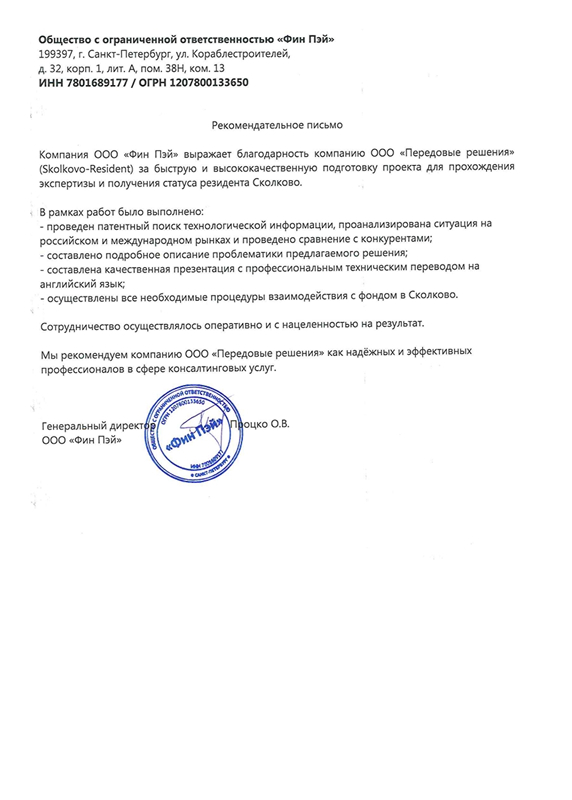 Общество с ограниченной ответственностью «Фин Пэй»
199397, г. Санкт-Петербург, ул. Кораблестроителей,
д. 32, корп. 1, лит. А, пом. 38Н, ком. 13
ИНН 7801689177 / ОГРН 1207800133650
Рекомендательное письмо
Компания ООО «Фин Пэй» выражает благодарность компанию ООО «Передовые решения»
(Skolkovo-Resident) за быструю и высококачественную подготовку проекта для прохождения
экспертизы и получения статуса резидента Сколково.
В рамках работ было выполнено:
- проведен патентный поиск технологической информации, проанализирована ситуация на
российском и международном рынках и проведено сравнение с конкурентами;
- составлено подробное описание проблематики предлагаемого решения;
- составлена качественная презентация с профессиональным техническим переводом на
английский язык;
- осуществлены все необходимые процедуры взаимодействия с фондом в Сколково.
Сотрудничество осуществлялось оперативно и с нацеленностью на результат.
Мы рекомендуем компанию ООО «Передовые решения» как надёжных и эффективных
профессионалов в сфере консалтинговых услуг.
Генеральный директор Процко О.В.
ООО «Фин Пэй»
ОБЩЕСТВО С ОГРАНИЧЕННОЙ ОТВЕТСТВЕННОСТЬЮ
ОГРН 1207800133650
«Фин Пэй»
ИНН 7801689177
САНКТ-ПЕТЕРБУРГ